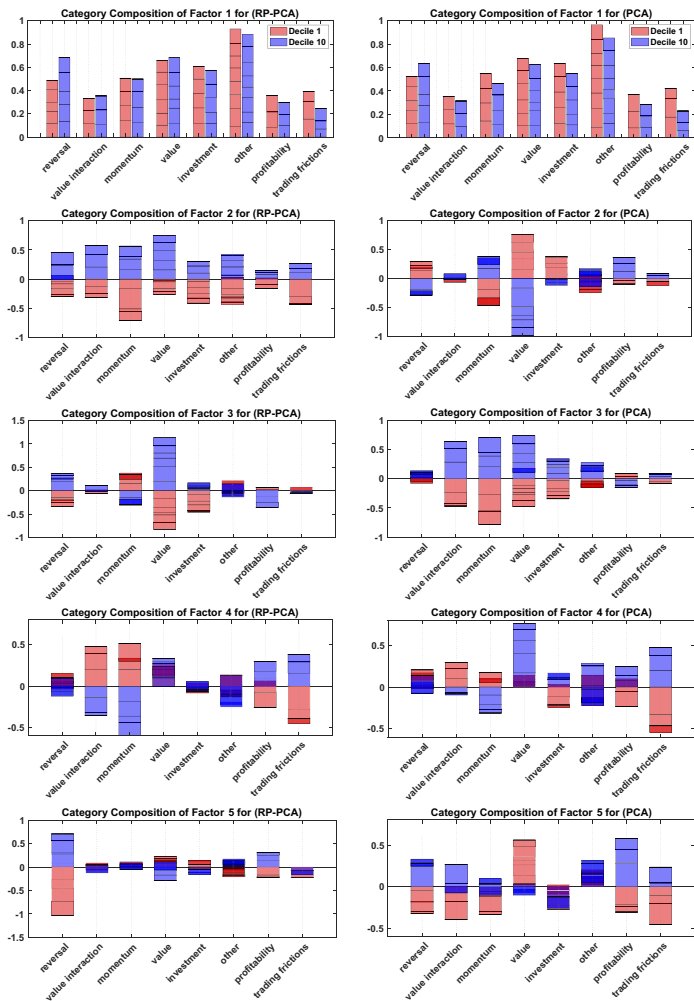 Category Composition of Factor 1 for (RP-PCA)
1
0.8
0.6
0.4
0.2
0
Decile 1
Decile 10
reversal
value interaction
momentum
value
investment
other
profitability
trading frictions
Category Composition of Factor 1 for (PCA)
1
0.8
0.6
0.4
0.2
0
Decile 1
Decile 10
reversal
value interaction
momentum
value
investment
other
profitability
trading frictions
Category Composition of Factor 2 for (RP-PCA)
1
0.5
0
-0.5
-1
reversal
value interaction
momentum
value
investment
other
profitability
trading frictions
Category Composition of Factor 2 for (PCA)
1
0.5
0
-0.5
-1
reversal
value interaction
momentum
value
investment
other
profitability
trading frictions
Category Composition of Factor 3 for (RP-PCA)
1.5
1
0.5
0
-0.5
-1
reversal
value interaction
momentum
value
investment
other
profitability
trading frictions
Category Composition of Factor 3 for (PCA)
1
0.5
0
-0.5
-1
reversal
value interaction
momentum
value
investment
other
profitability
trading frictions
Category Composition of Factor 4 for (RP-PCA)
0.5
0
-0.5
reversal
value interaction
momentum
value
investment
other
profitability
trading frictions
Category Composition of Factor 4 for (PCA)
0.5
0
-0.5
reversal
value interaction
momentum
value
investment
other
profitability
trading frictions
Category Composition of Factor 5 for (RP-PCA)
1
0.5
0
-0.5
-1
-1.5
reversal
value interaction
momentum
value
investment
other
profitability
trading frictions
Category Composition of Factor 5 for (PCA)
0.5
0
-0.5
reversal
value interaction
momentum
value
investment
other
profitability
trading frictions